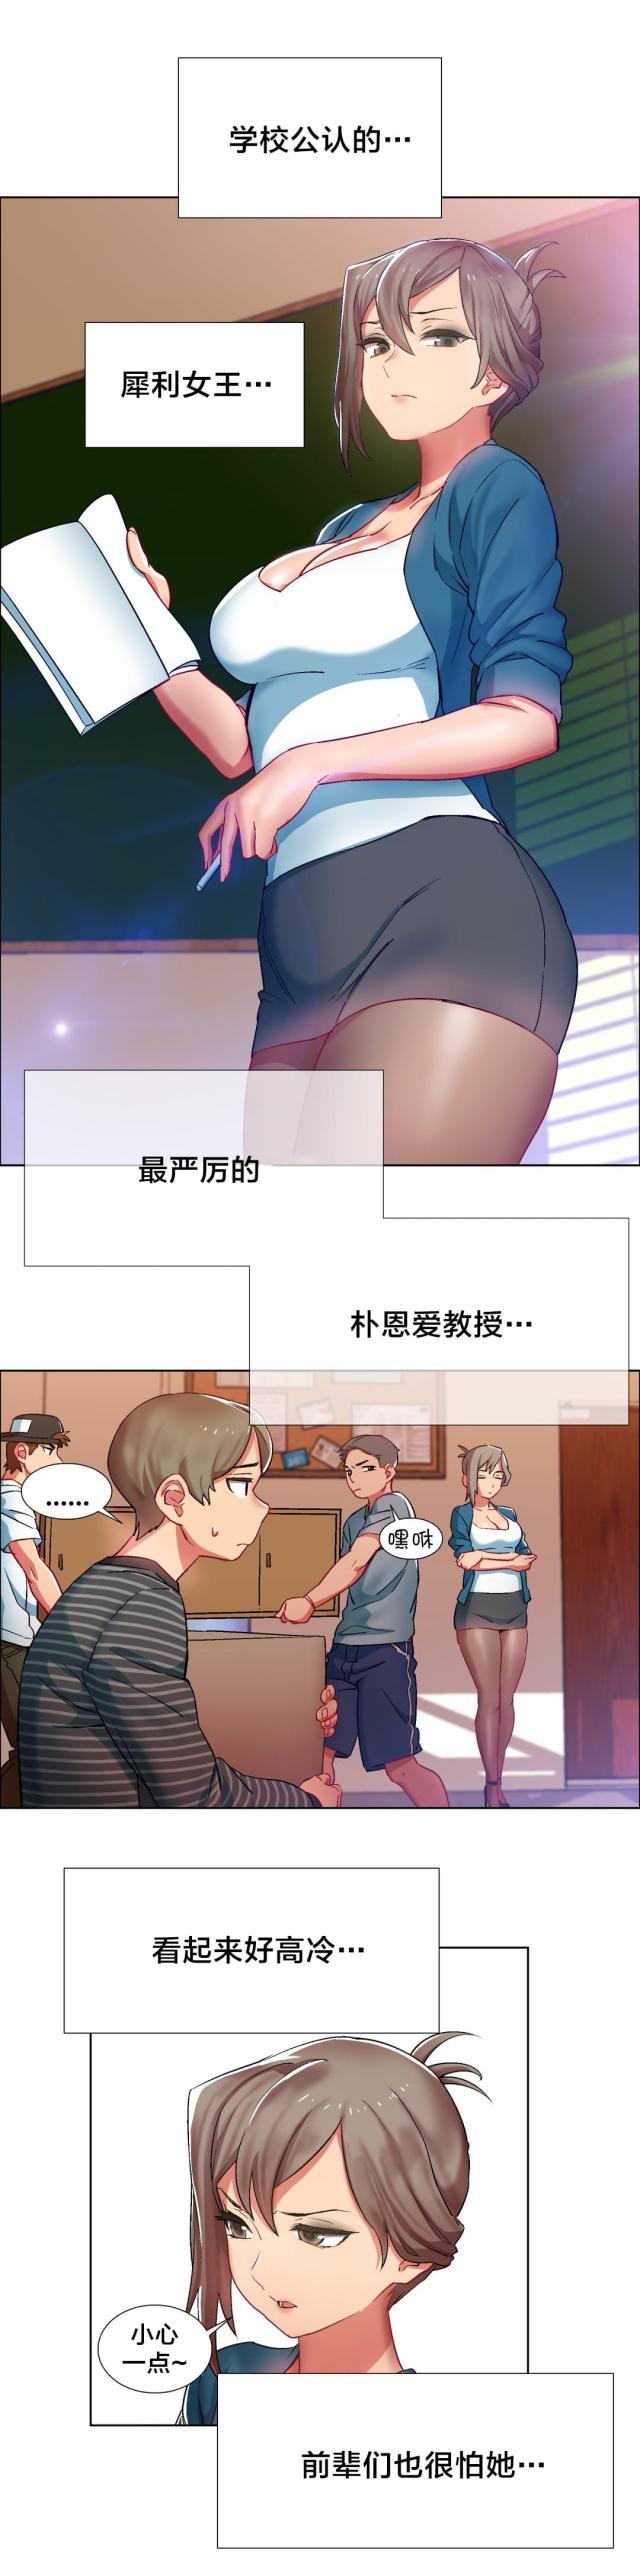 学校公认的…
犀利女王…
最严厉的
朴恩爱教授…
……
嘿咻
看起来好高冷…
小心
一点~
前辈们也很怕她…